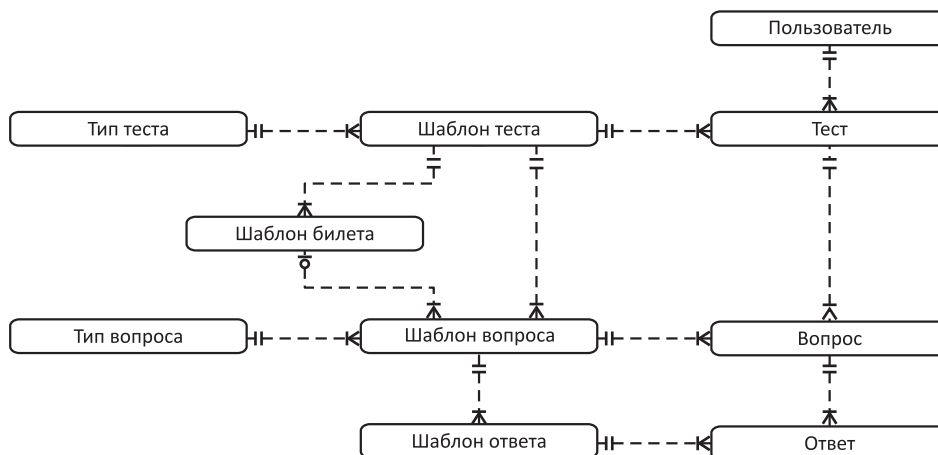 Пользователь
Тип теста
Шаблон теста
Тест
Шаблон билета
Тип вопроса
Шаблон вопроса
Вопрос
Шаблон ответа
Ответ